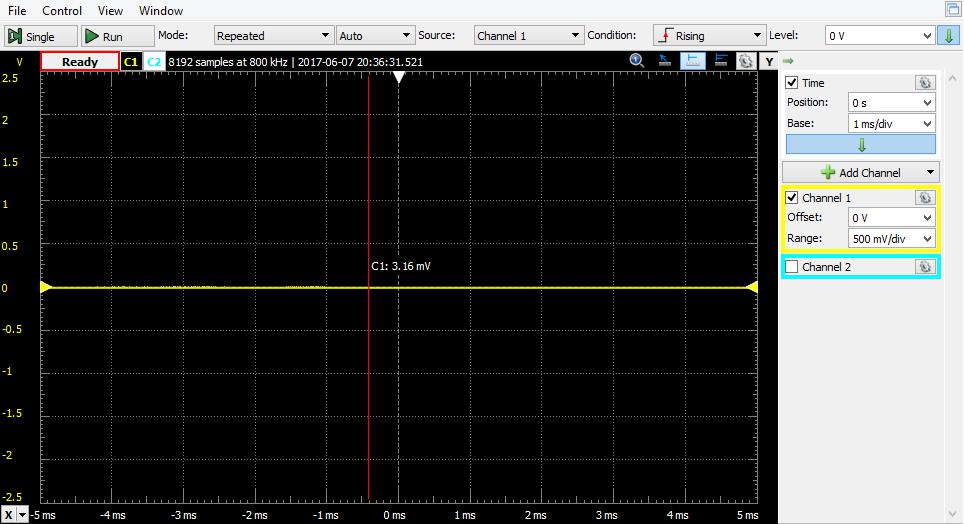 File Control View Window
Single Run Mode: Repeated Auto Source: Channel 1 Condition: Rising Level: 0 V
V Ready C1 C2 8192 samples at 800 kHz | 2017-06-07 20:36:31.521 Y
2.5
2
1.5
1
0.5
0
-0.5
-1
-1.5
-2
-2.5
C1: 3.16 mV
X -5 ms -4 ms -3 ms -2 ms -1 ms 0 ms 1 ms 2 ms 3 ms 4 ms 5 ms
Time
Position: 0 s
Base: 1 ms/div
Add Channel
Channel 1
Offset: 0 V
Range: 500 mV/div
Channel 2